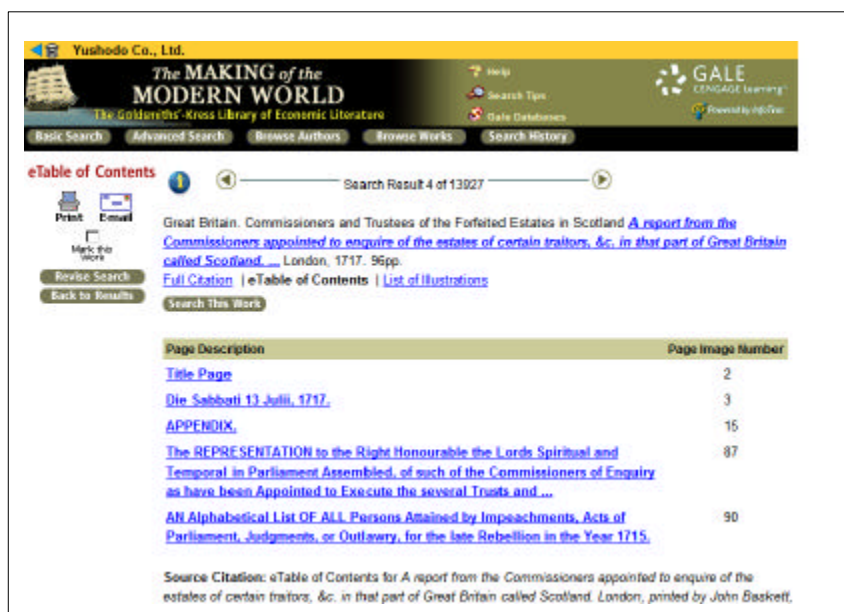 Yushodo Co., Ltd.
The MAKING of the
MODERN WORLD
The Goldsmiths'-Kress Library of Economic Literature
Help
Search Tips
Gale Databases
GALE
CENGAGE Learning
Powered by InfoTrac
Basic Search Advanced Search Browse Authors Browse Works Search History
eTable of Contents
Print E-mail
Mark this
Work
Revise Search
Back to Results
Search Result 4 of 13927
Great Britain. Commissioners and Trustees of the Forfeited Estates in Scotland A report from the
Commissioners appointed to enquire of the estates of certain traitors, &c. in that part of Great Britain
called Scotland. ... London, 1717. 96pp.
Full Citation | eTable of Contents | List of Illustrations
Search This Work
Page Description Page Image Number
Title Page 2
Die Sabbati 13 Julii, 1717. 3
APPENDIX. 15
The REPRESENTATION to the Right Honourable the Lords Spiritual and 87
Temporal in Parliament Assembled, of such of the Commissioners of Enquiry
as have been Appointed to Execute the several Trusts and ...
AN Alphabetical List OF ALL Persons Attained by Impeachments, Acts of 90
Parliament, Judgments, or Outlawry, for the late Rebellion in the Year 1715.
Source Citation: eTable of Contents for A report from the Commissioners appointed to enquire of the
estates of certain traitors, &c. in that part of Great Britain called Scotland. London, printed by John Baskett,